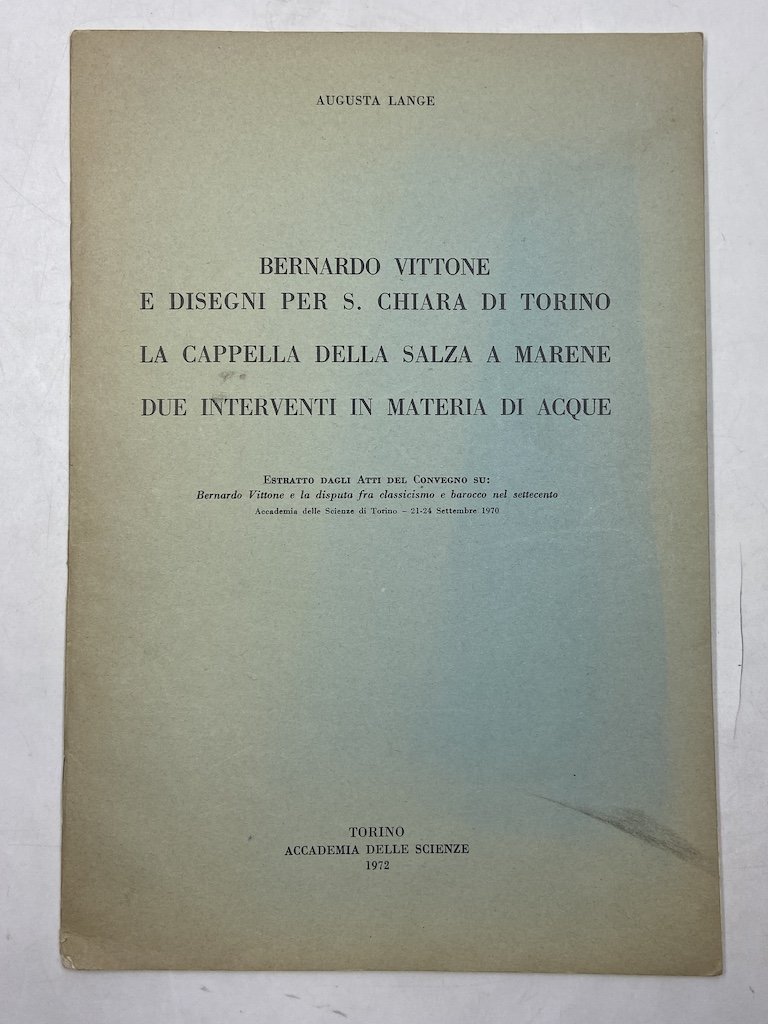 AUGUSTA LANGE
BERNARDO VITTONE
E DISEGNI PER S. CHIARA DI TORINO
LA CAPPELLA DELLA SALZA A MARENE
DUE INTERVENTI IN MATERIA DI ACQUE
ESTRATTO DAGLI ATTI DEL CONVEGNO SU:
Bernardo Vittone e la disputa fra classicismo e barocco nel settecento
Accademia delle Scienze di Torino – 21-24 Settembre 1970
TORINO
ACCADEMIA DELLE SCIENZE
1972